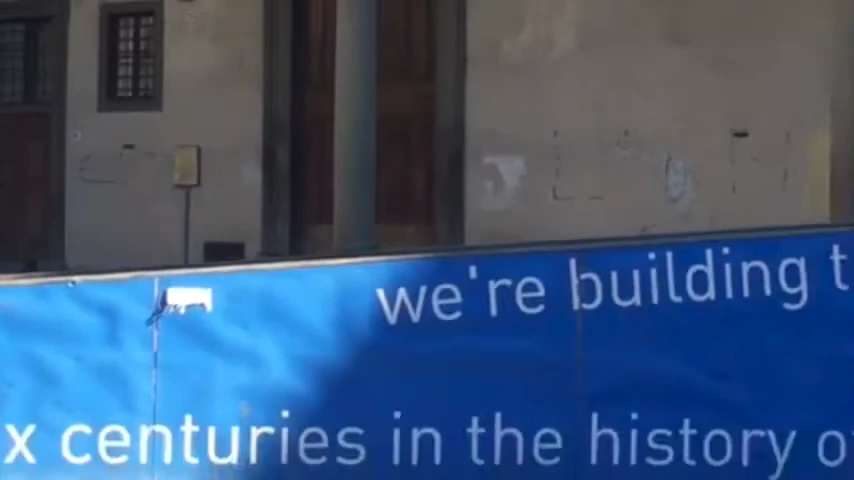 we're building t
x centuries in the history o